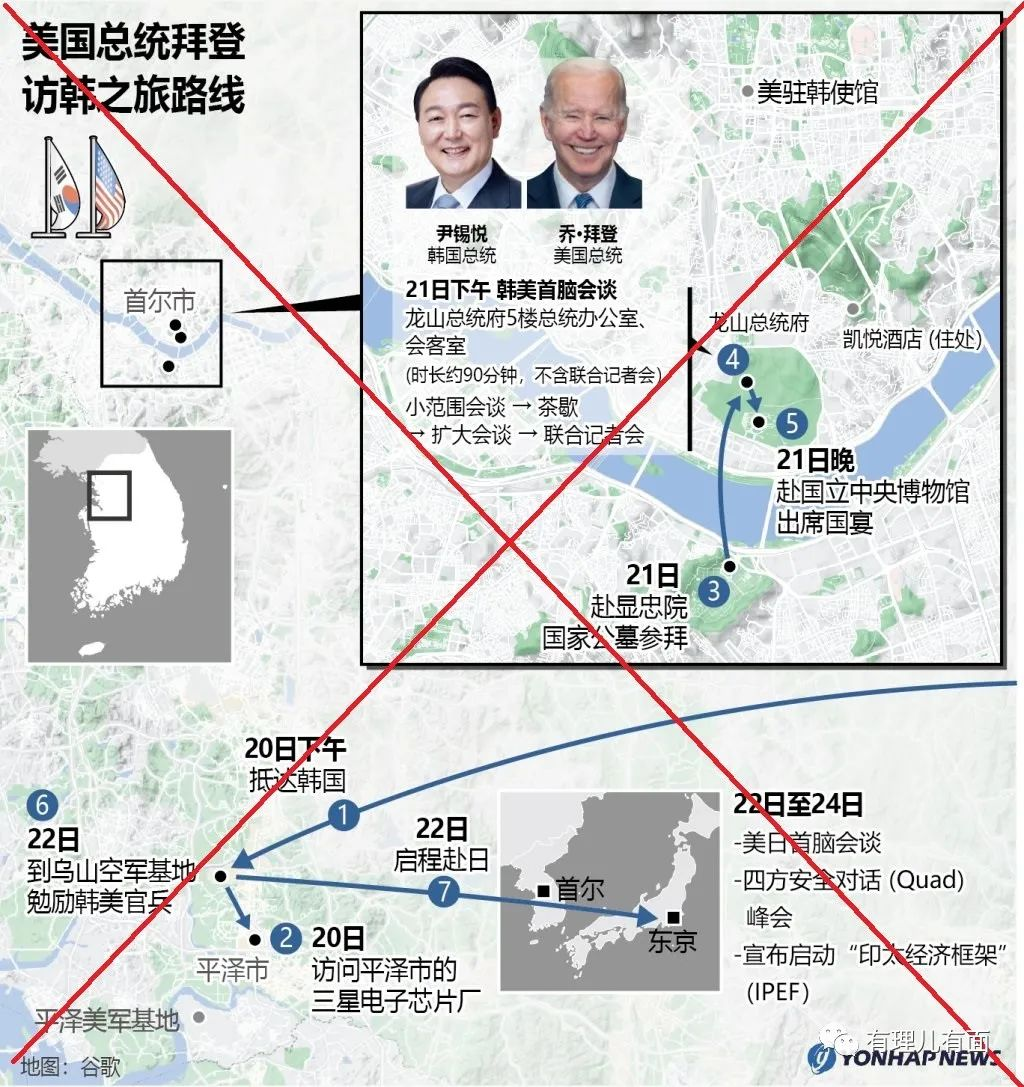 美国总统拜登
访韩之旅路线
美驻韩使馆
尹锡悦
韩国总统
乔·拜登
美国总统
21日下午 韩美首脑会谈
龙山总统府5楼总统办公室、
会客室
(时长约90分钟，不含联合记者会)
小范围会谈 → 茶歇
→ 扩大会谈 → 联合记者会
龙山总统府
凯悦酒店 (住处)
4
5
21日晚
赴国立中央博物馆
出席国宴
21日
赴显忠院
国家公墓参拜
3
首尔市
20日下午
抵达韩国
1
6
22日
到乌山空军基地
勉励韩美官兵
22日
启程赴日
7
首尔
东京
22日至24日
-美日首脑会谈
-四方安全对话 (Quad)
峰会
-宣布启动“印太经济框架”
(IPEF)
2
20日
访问平泽市的
三星电子芯片厂
平泽市
平泽美军基地
地图：谷歌
有理儿有面
YONHAP NEWS